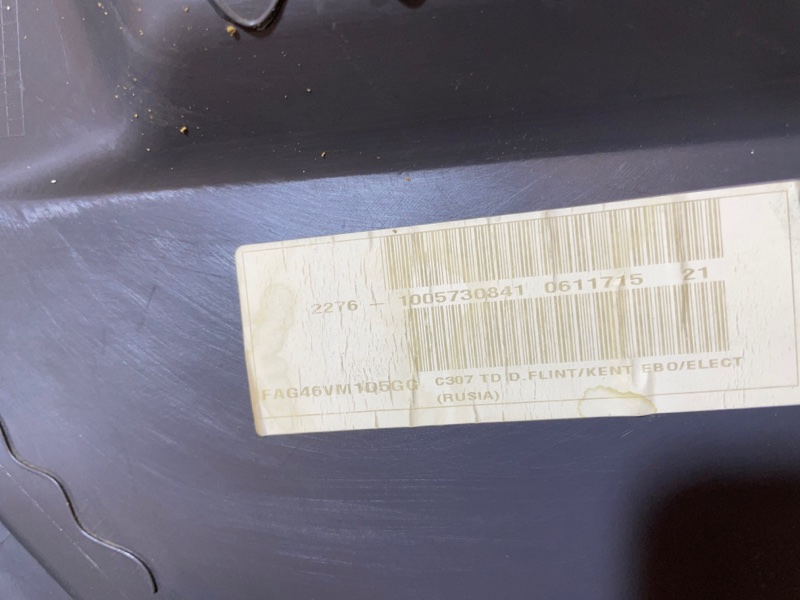 2276 - 1005730841 0611715 21
FAG46VM1D5GG C307 TD.D.FLINT/KENT EBO/ELECT
(RUSIA)